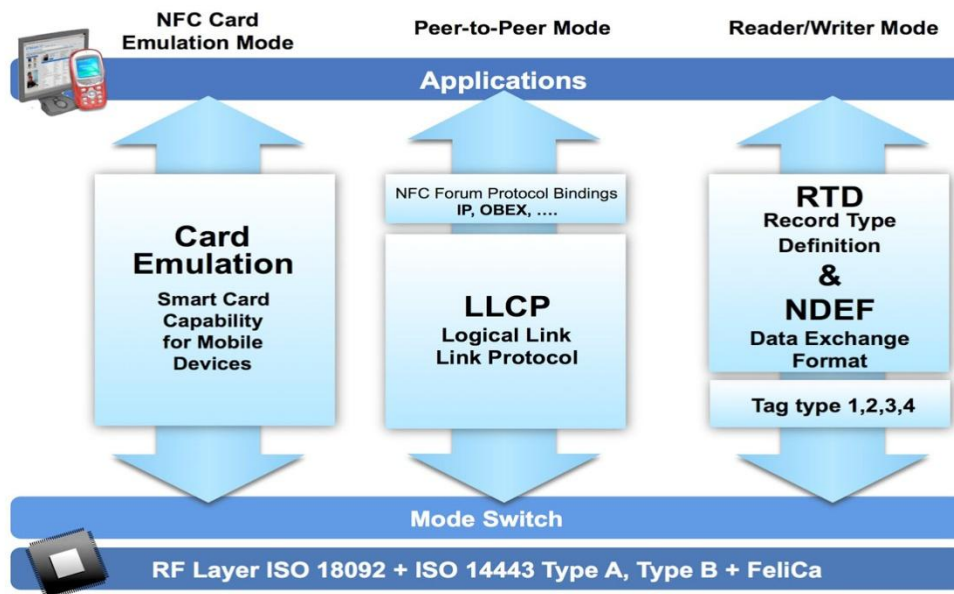 NFC Card
Emulation Mode
Peer-to-Peer Mode
Reader/Writer Mode
Applications
Card
Emulation
Smart Card
Capability
for Mobile
Devices
NFC Forum Protocol Bindings
IP, OBEX, ....
LLCP
Logical Link
Link Protocol
RTD
Record Type
Definition
&
NDEF
Data Exchange
Format
Tag type 1,2,3,4
Mode Switch
RF Layer ISO 18092 + ISO 14443 Type A, Type B + FeliCa